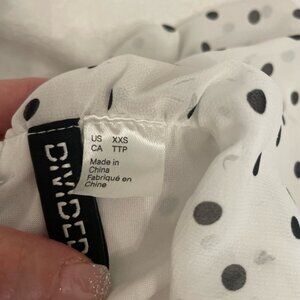 DIVIDED
US XXS
CA TTP
Made in
China
Fabriqué en
Chine